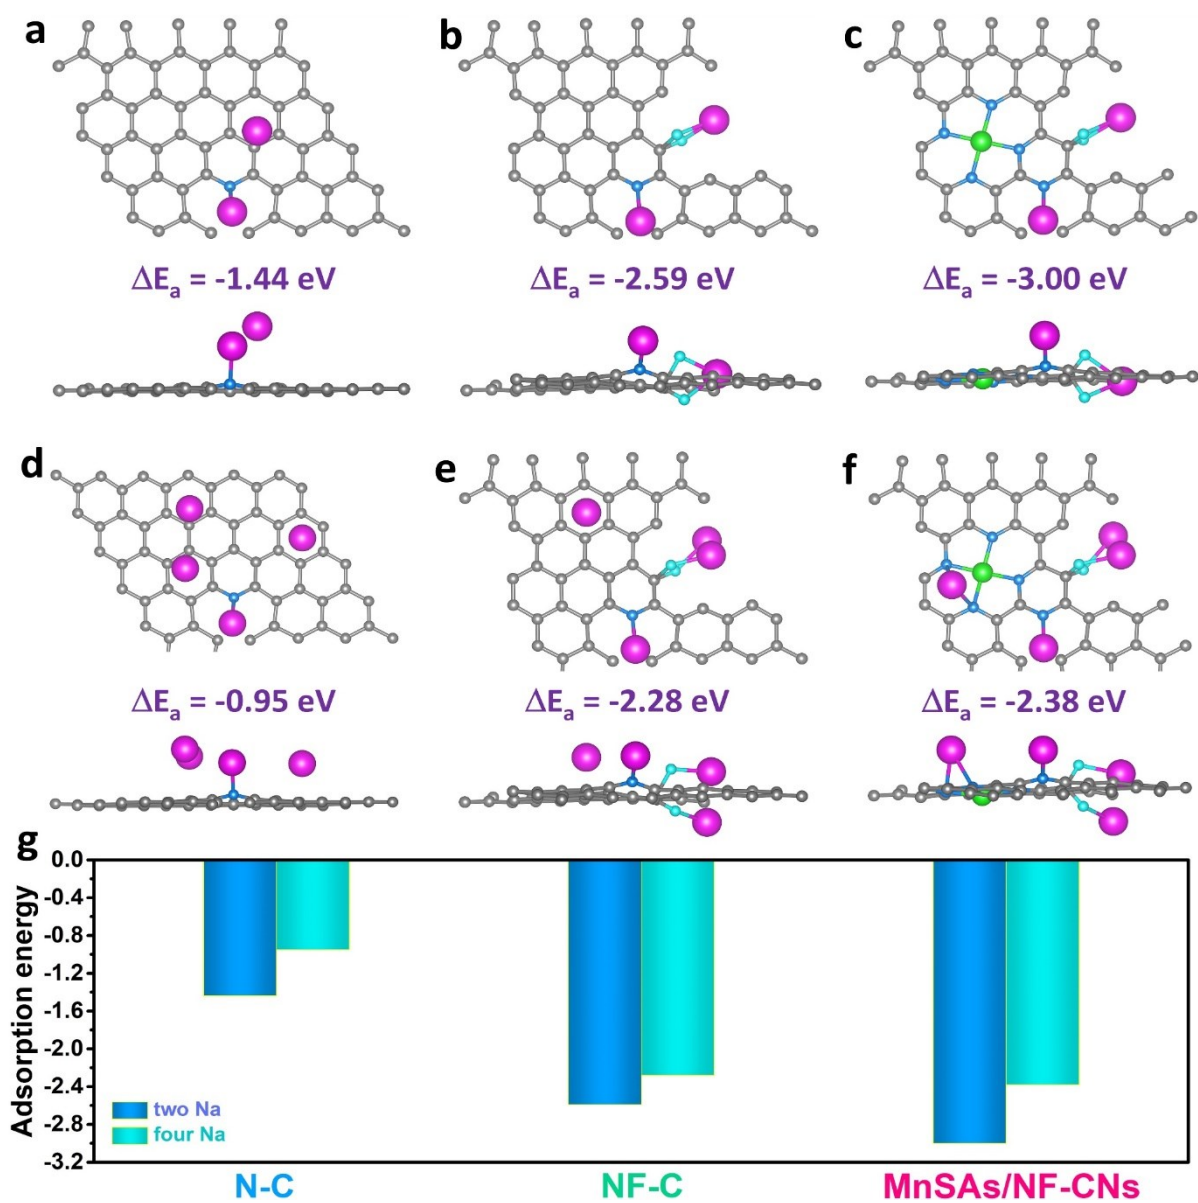 a b c
ΔEₐ = -1.44 eV ΔEₐ = -2.59 eV ΔEₐ = -3.00 eV
d e f
ΔEₐ = -0.95 eV ΔEₐ = -2.28 eV ΔEₐ = -2.38 eV
g
Adsorption energy
0.0
-0.4
-0.8
-1.2
-1.6
-2.0
-2.4
-2.8
-3.2
two Na
four Na
N-C NF-C MnSAs/NF-CNs